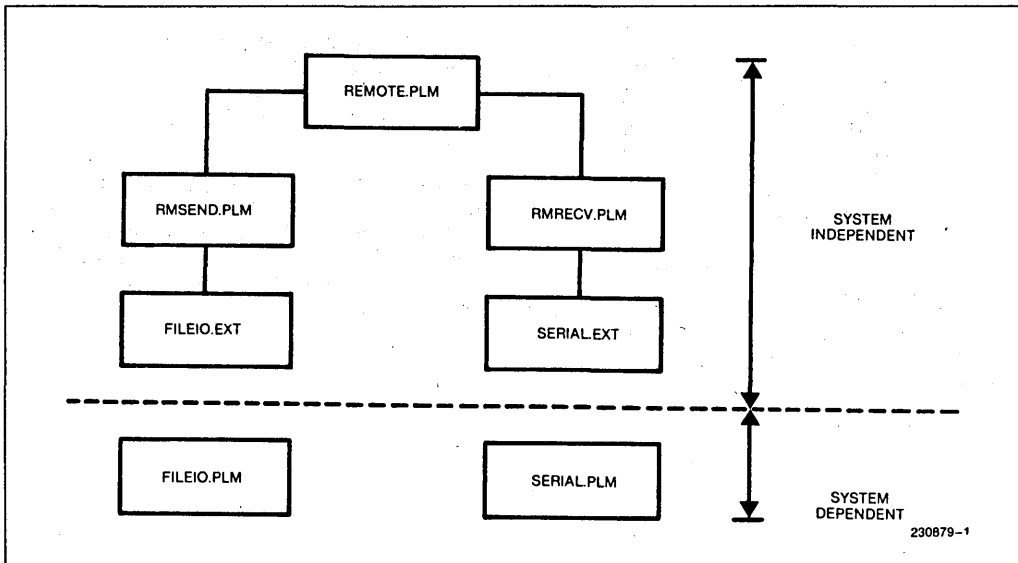 REMOTE.PLM
RMSEND.PLM
RMRECV.PLM
SYSTEM
INDEPENDENT
FILEIO.EXT
SERIAL.EXT
FILEIO.PLM
SERIAL.PLM
SYSTEM
DEPENDENT
230879-1